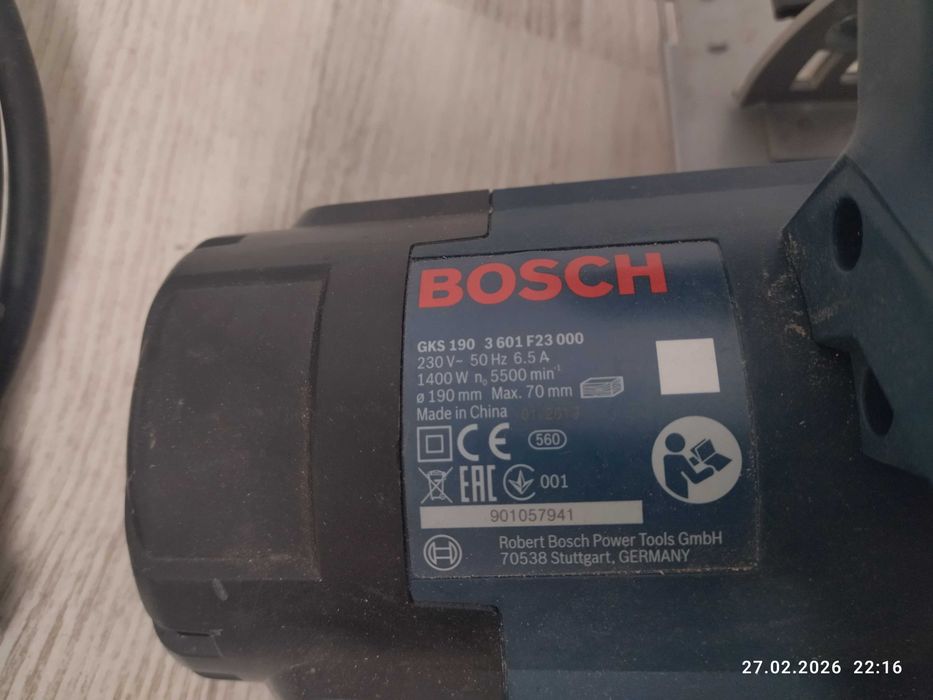 BOSCH
GKS 190 3 601 F23 000
230 V~ 50 Hz 6.5 A
1400 W n₀ 5500 min⁻¹
ø 190 mm Max. 70 mm
Made in China
CE 560
EAC 001
901057941
Robert Bosch Power Tools GmbH
70538 Stuttgart, GERMANY
27.02.2026 22:16